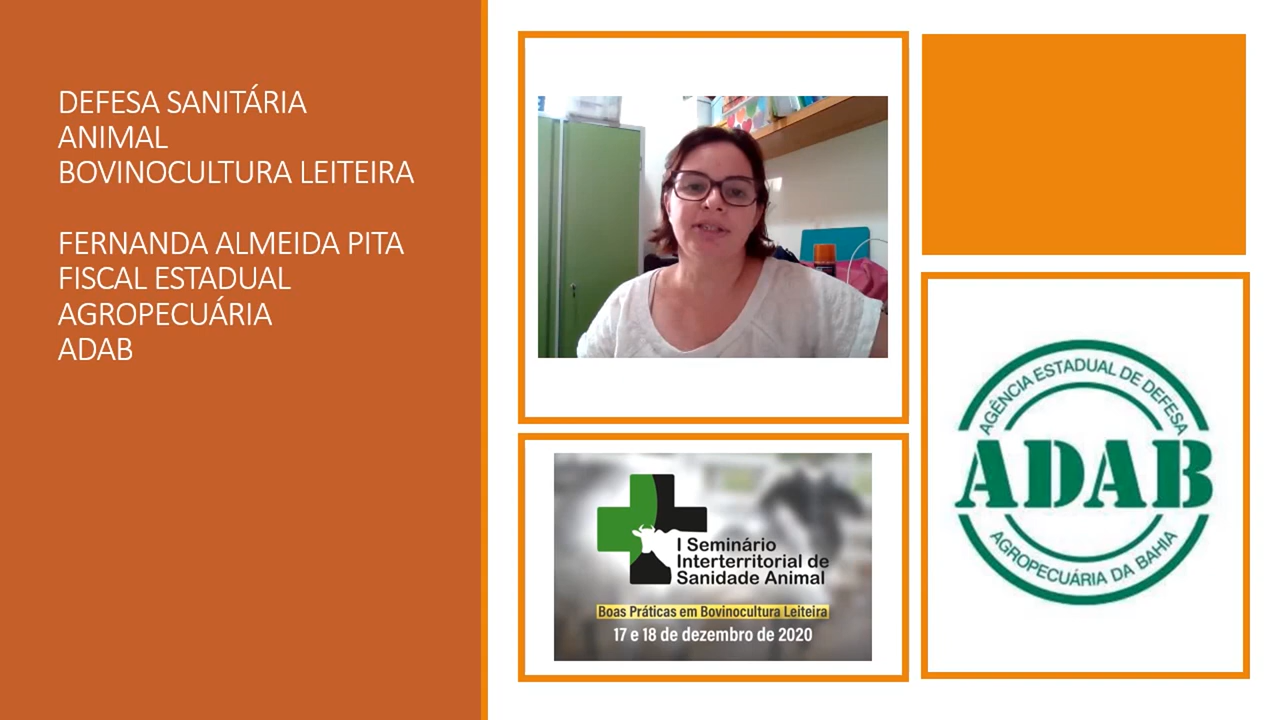 DEFESA SANITÁRIA
ANIMAL
BOVINOCULTURA LEITEIRA
FERNANDA ALMEIDA PITA
FISCAL ESTADUAL
AGROPECUÁRIA
ADAB
I Seminário
Interterritorial de
Sanidade Animal
Boas Práticas em Bovinocultura Leiteira
17 e 18 de dezembro de 2020
AGÊNCIA ESTADUAL DE DEFESA
ADAB
AGROPECUÁRIA DA BAHIA